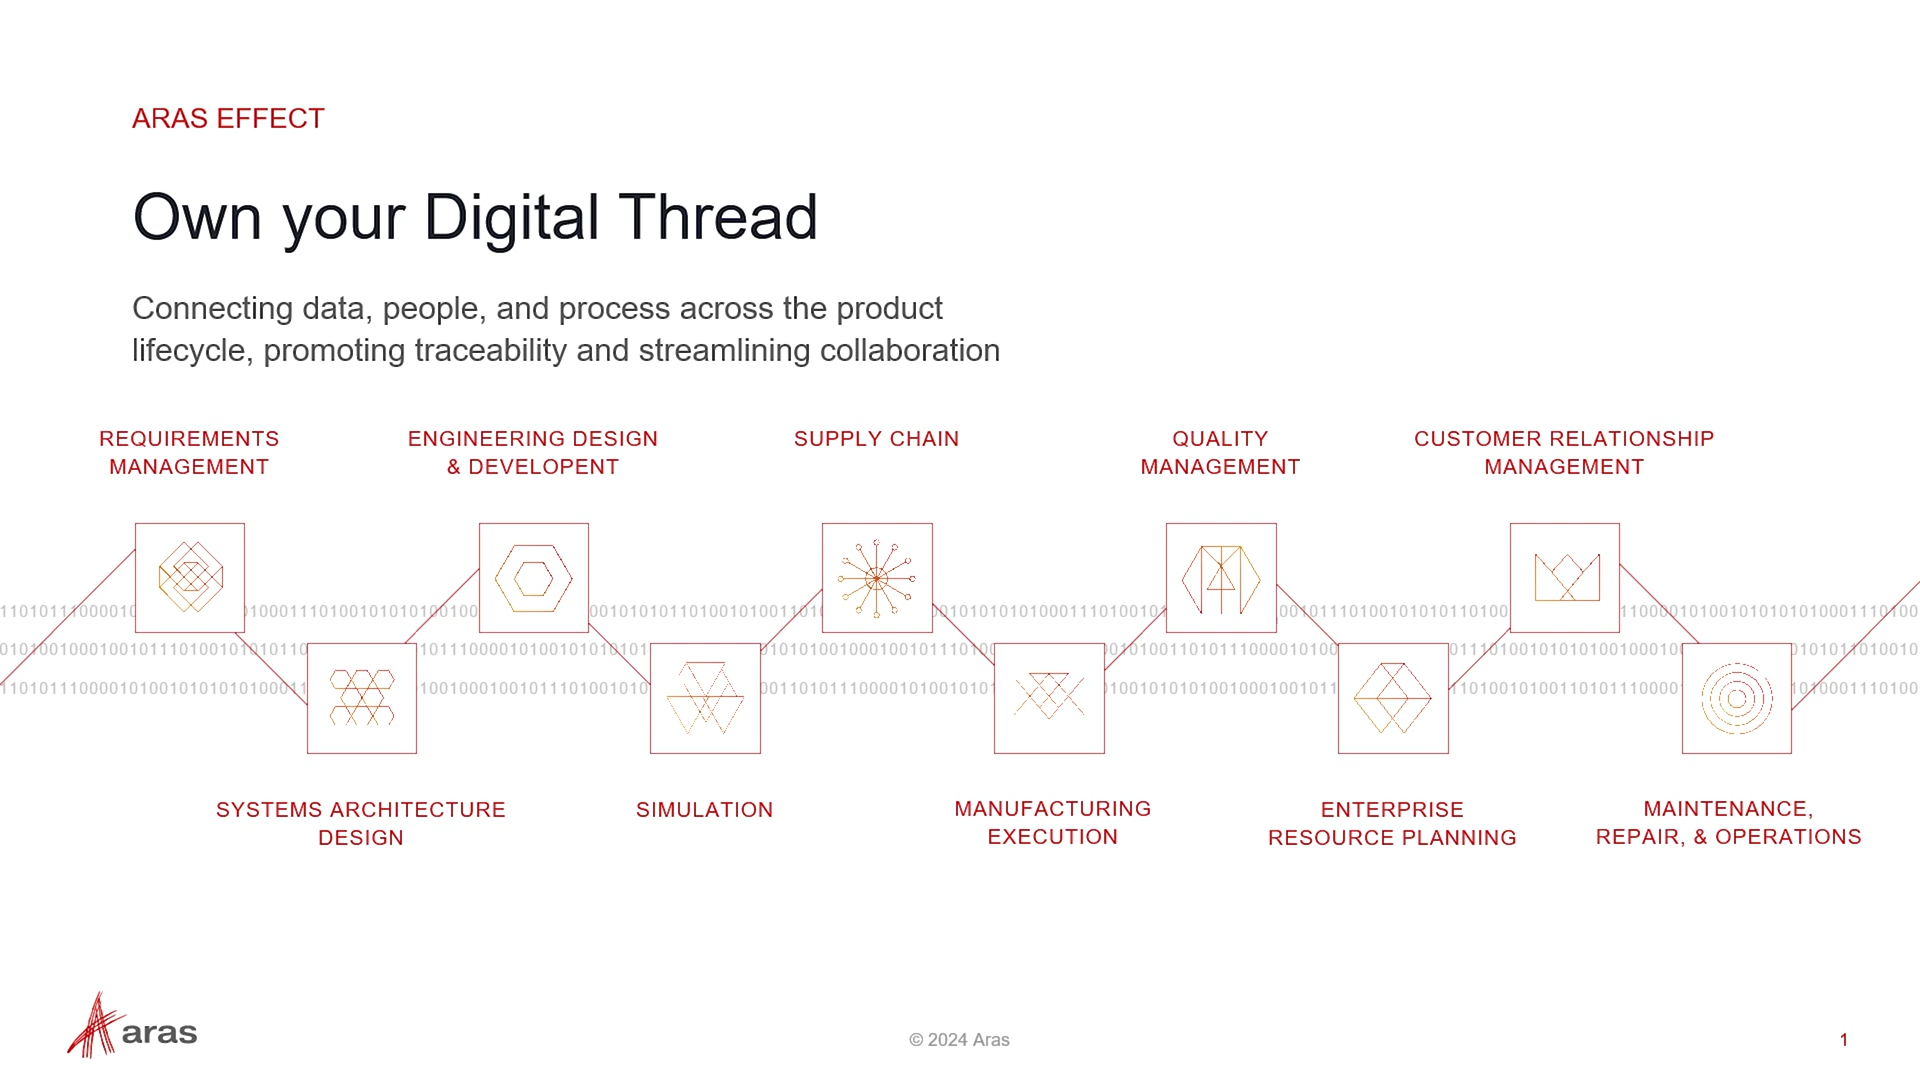 ARAS EFFECT
Own your Digital Thread
Connecting data, people, and process across the product
lifecycle, promoting traceability and streamlining collaboration
REQUIREMENTS
MANAGEMENT
ENGINEERING DESIGN
& DEVELOPENT
SUPPLY CHAIN
QUALITY
MANAGEMENT
CUSTOMER RELATIONSHIP
MANAGEMENT
SYSTEMS ARCHITECTURE
DESIGN
SIMULATION
MANUFACTURING
EXECUTION
ENTERPRISE
RESOURCE PLANNING
MAINTENANCE,
REPAIR, & OPERATIONS
aras
© 2024 Aras
1